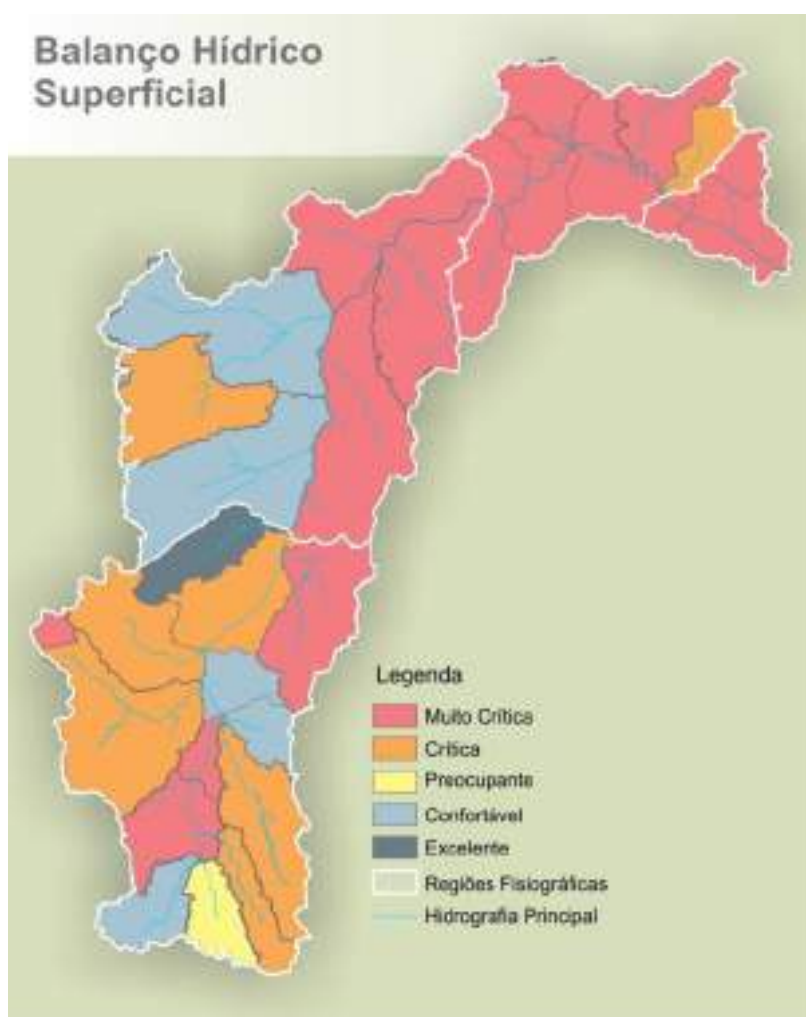 Balanço Hídrico
Superficial
Legenda
Muito Crítica
Crítica
Preocupante
Confortável
Excelente
Regiões Fisiográficas
Hidrografia Principal